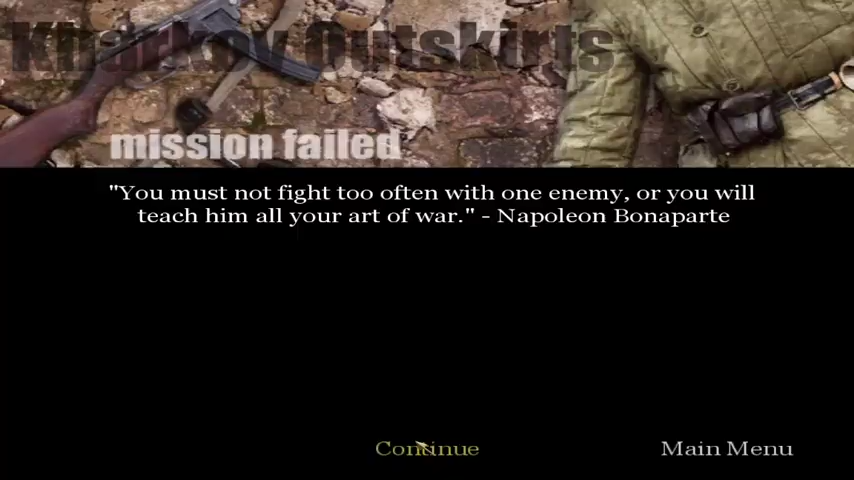 Kharkov Outskirts
mission failed
"You must not fight too often with one enemy, or you will
teach him all your art of war." - Napoleon Bonaparte
Continue
Main Menu